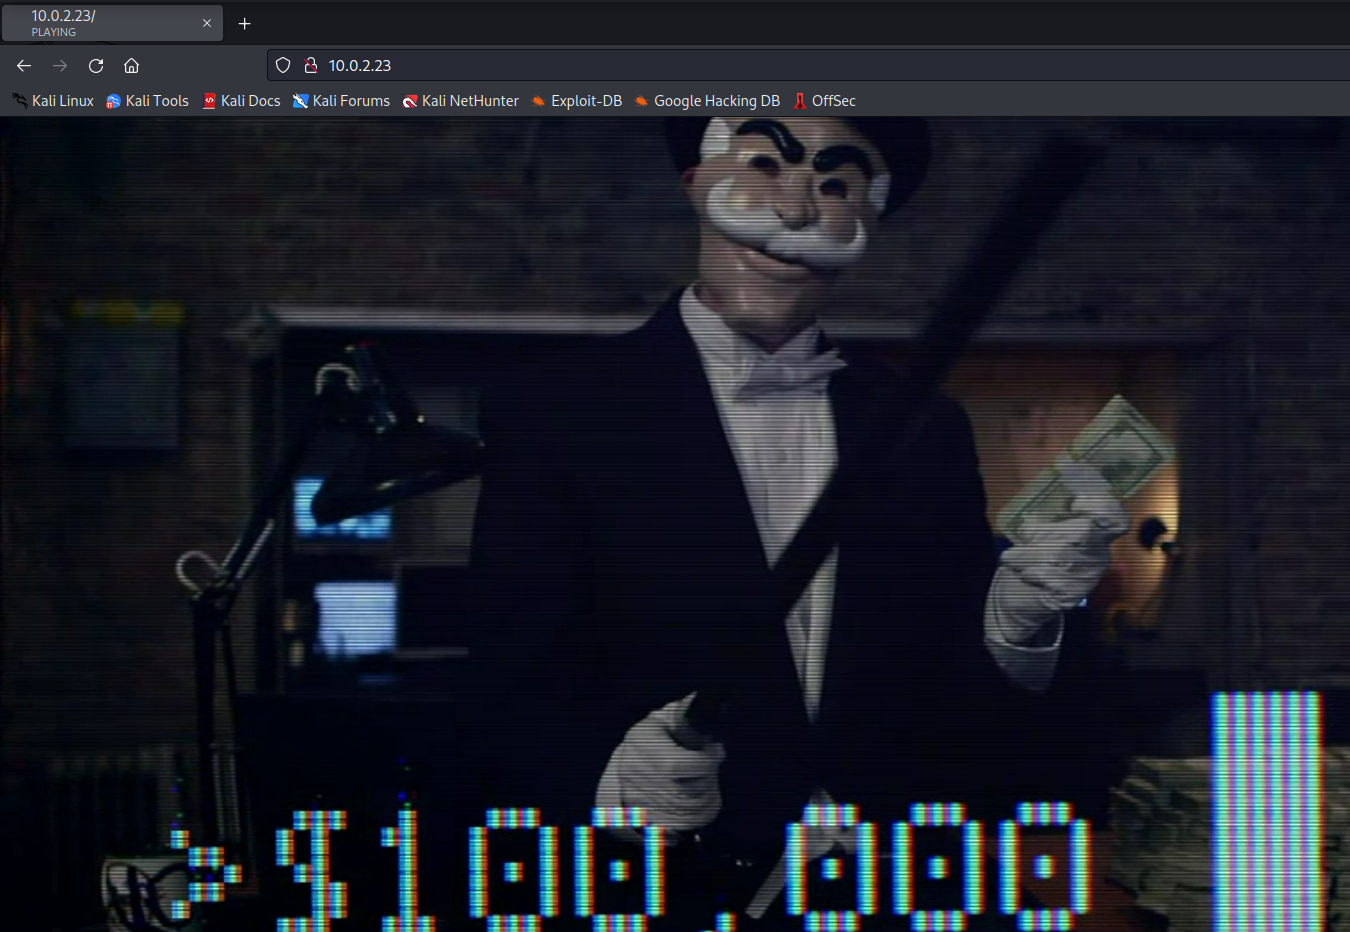 10.0.2.23/
PLAYING
10.0.2.23
Kali Linux Kali Tools Kali Docs Kali Forums Kali NetHunter Exploit-DB Google Hacking DB OffSec
>$100,000